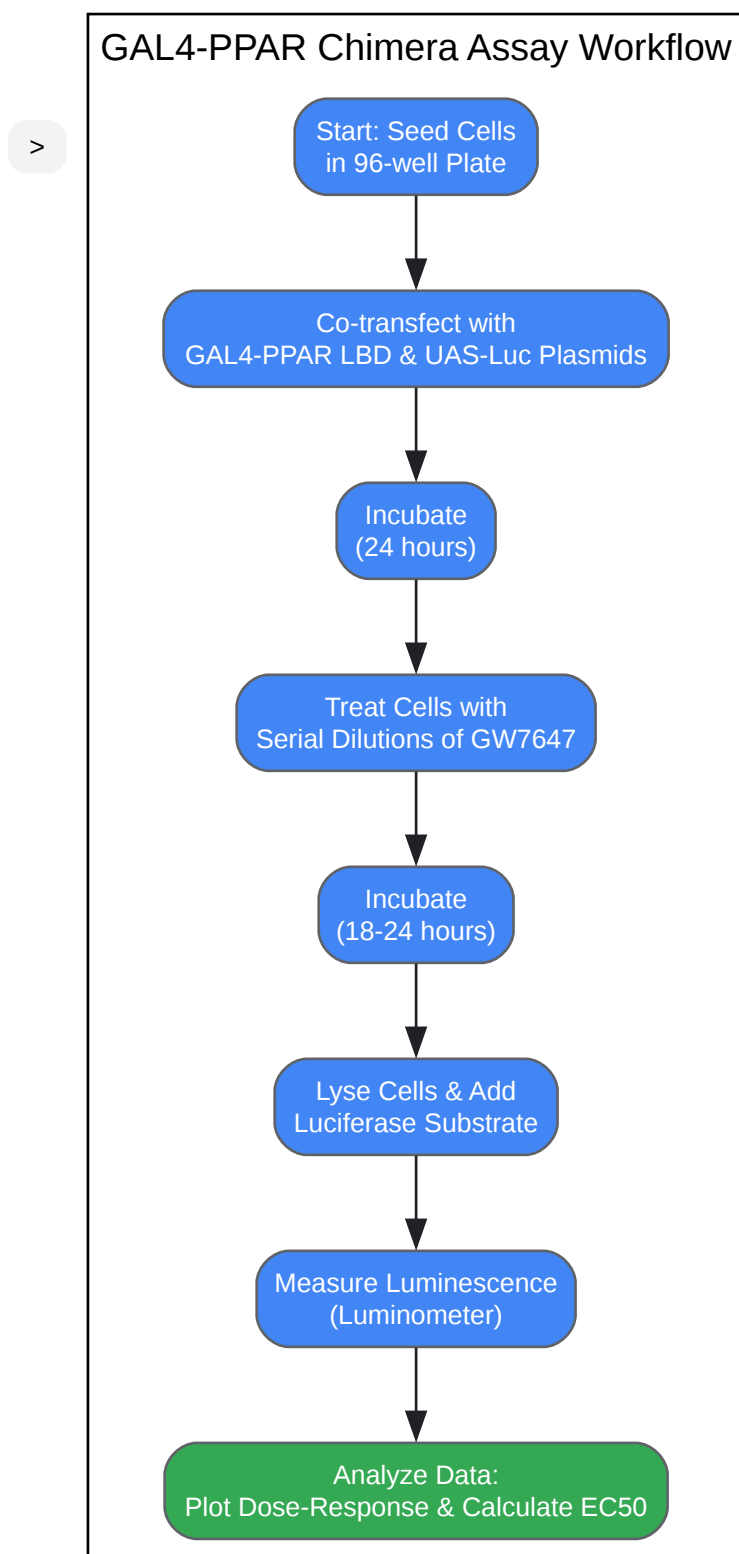 GAL4-PPAR Chimera Assay Workflow
>
Start: Seed Cells
in 96-well Plate
Co-transfect with
GAL4-PPAR LBD & UAS-Luc Plasmids
Incubate
(24 hours)
Treat Cells with
Serial Dilutions of GW7647
Incubate
(18-24 hours)
Lyse Cells & Add
Luciferase Substrate
Measure Luminescence
(Luminometer)
Analyze Data:
Plot Dose-Response & Calculate EC50